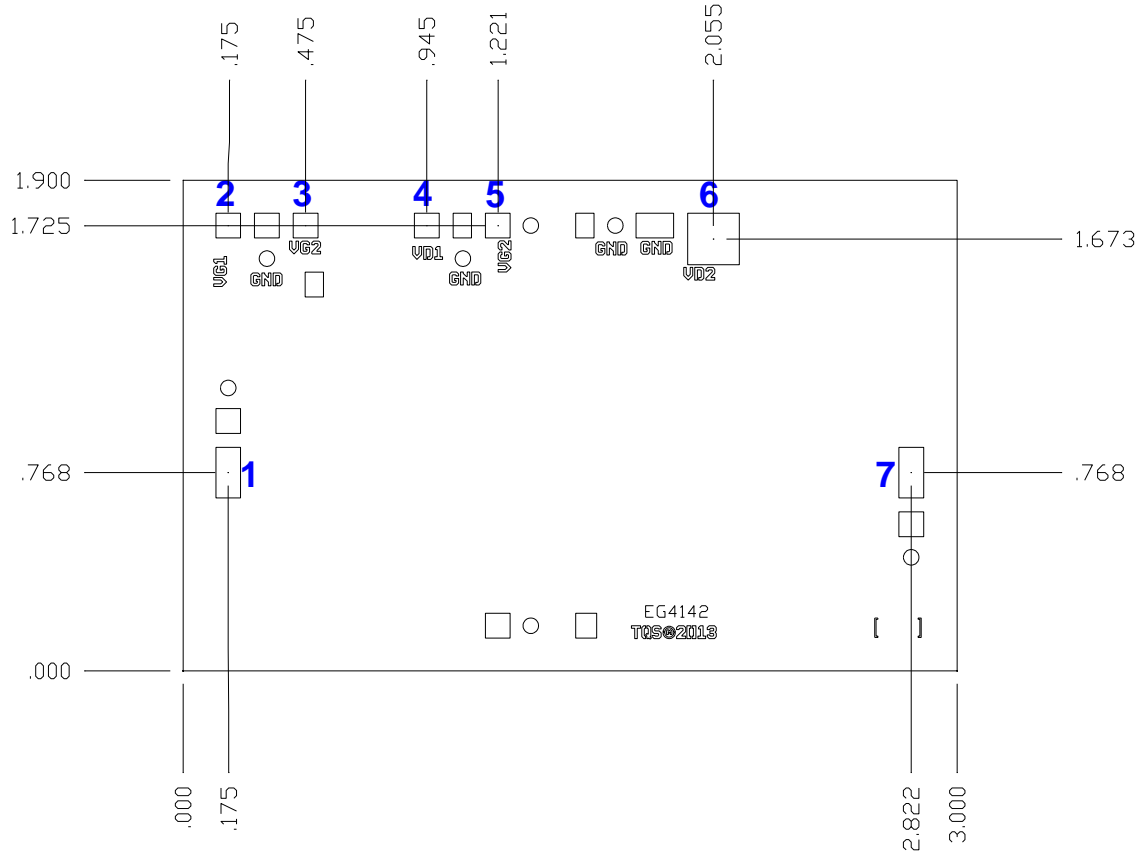 .175
.475
.945
1.221
2.055
1.900
2
3
4
5
6
1.725
1.673
VG1
GND
VG2
VD1
GND
VG2
GND
GND
VD2
.768
1
7
.768
EG4142
TQS®2013
[ ]
.000
.000
.175
2.822
3.000